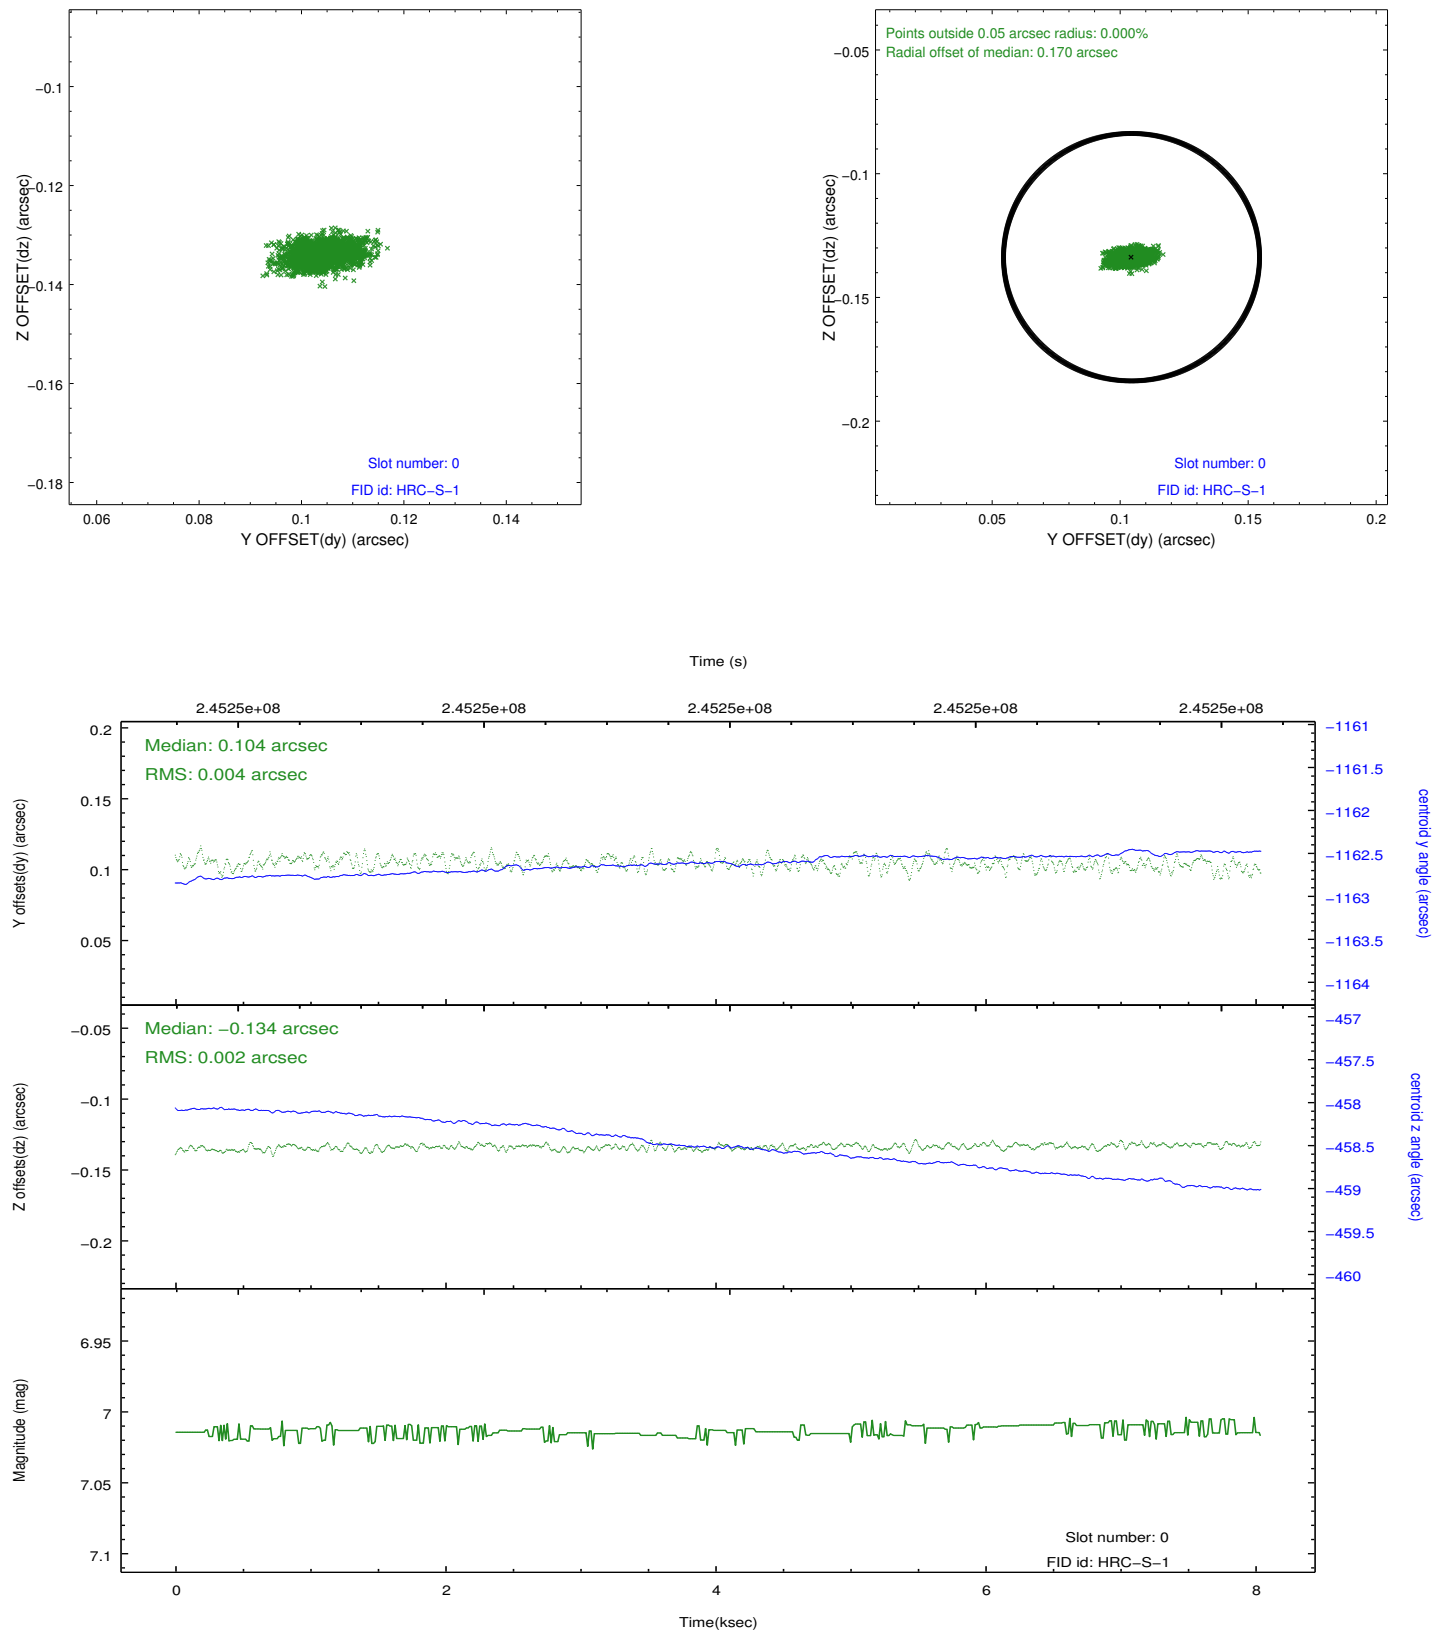 −0.1
−0.12
−0.14
−0.16
−0.18
Z OFFSET(dz) (arcsec)
Slot number: 0
FID id: HRC−S−1
0.06
0.08
0.1
0.12
0.14
Y OFFSET(dy) (arcsec)
Points outside 0.05 arcsec radius: 0.000%
Radial offset of median: 0.170 arcsec
−0.05
−0.1
−0.15
−0.2
Z OFFSET(dz) (arcsec)
Slot number: 0
FID id: HRC−S−1
0.05
0.1
0.15
0.2
Y OFFSET(dy) (arcsec)
Time (s)
2.4525e+08
2.4525e+08
2.4525e+08
2.4525e+08
2.4525e+08
Median: 0.104 arcsec
RMS: 0.004 arcsec
0.2
0.15
0.1
0.05
Y offsets(dy) (arcsec)
−1161
−1161.5
−1162
−1162.5
−1163
−1163.5
−1164
centroid y angle (arcsec)
Median: −0.134 arcsec
RMS: 0.002 arcsec
−0.05
−0.1
−0.15
−0.2
Z offsets(dz) (arcsec)
−457
−457.5
−458
−458.5
−459
−459.5
−460
centroid z angle (arcsec)
6.95
7
7.05
7.1
Magnitude (mag)
Slot number: 0
FID id: HRC−S−1
0
2
4
6
8
Time(ksec)